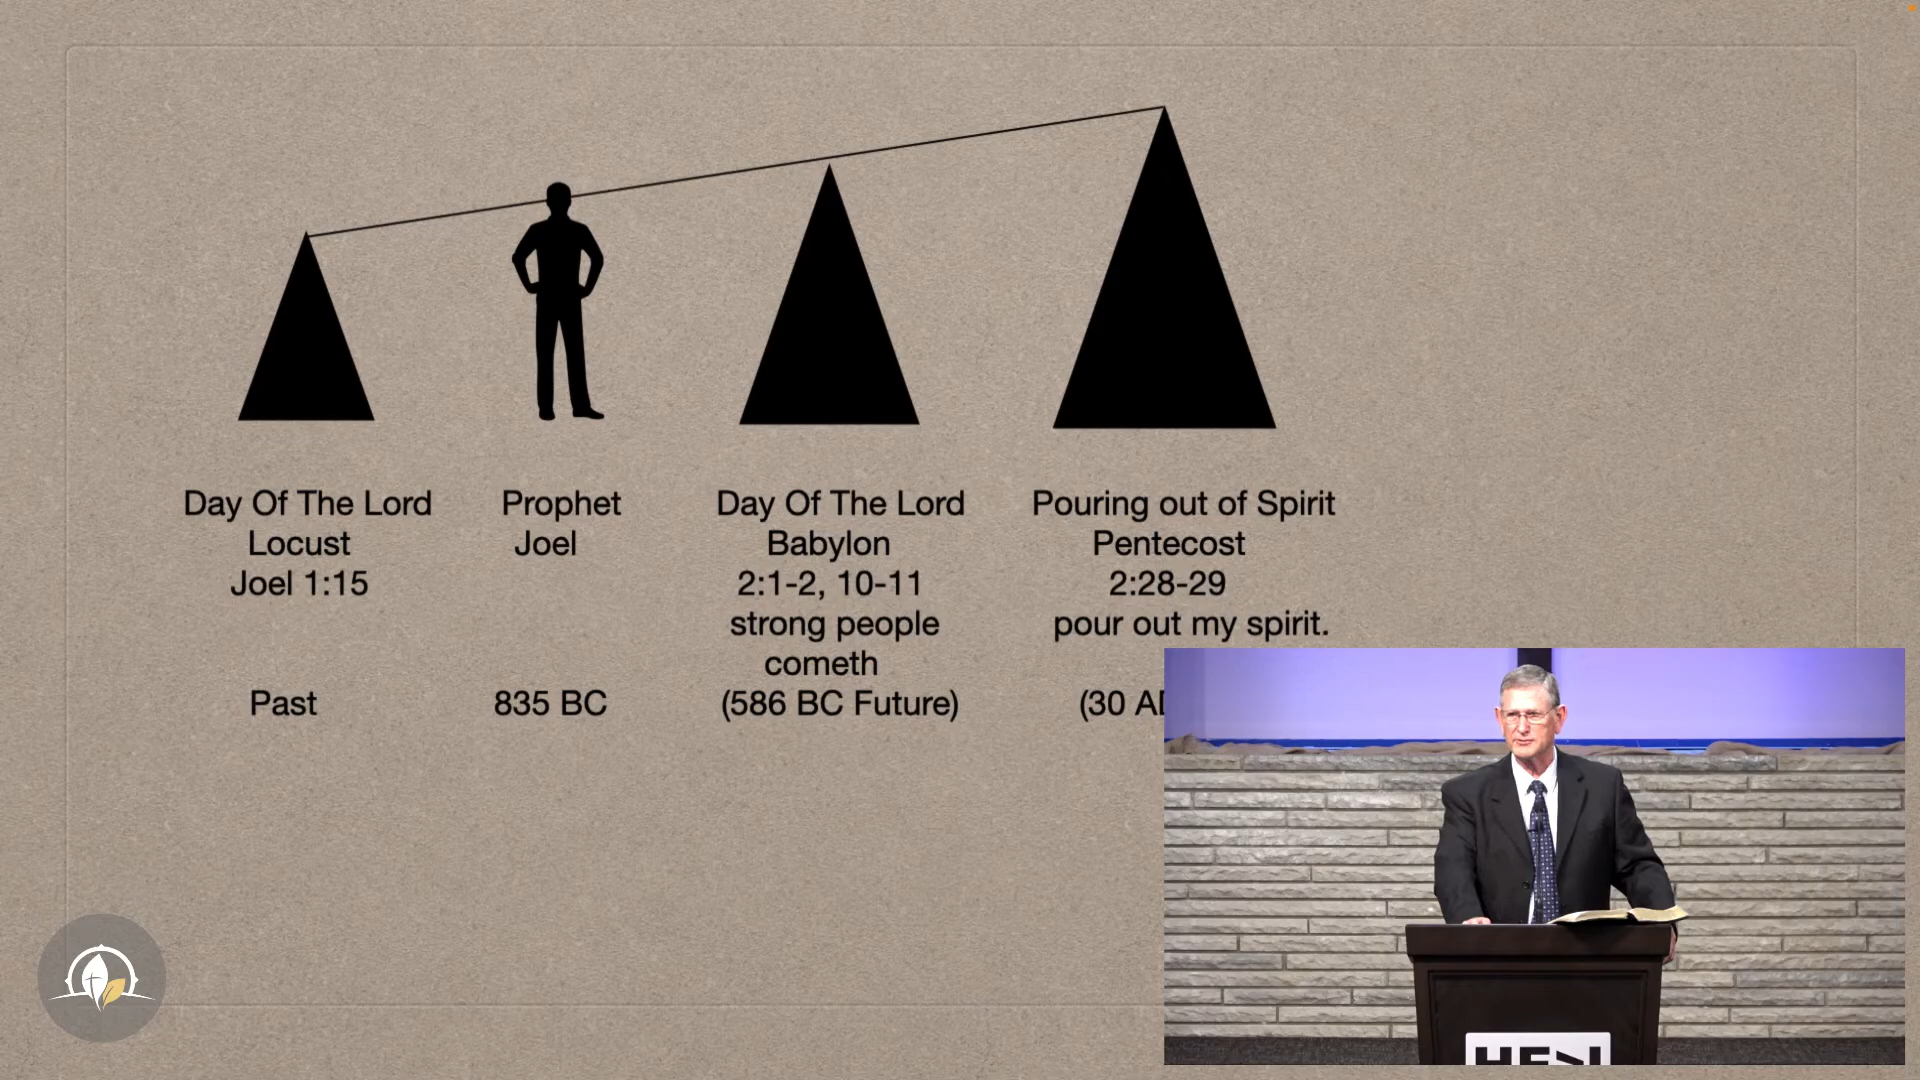 Day Of The Lord
Locust
Joel 1:15
Past
Prophet
Joel
835 BC
Day Of The Lord
Babylon
2:1-2, 10-11
strong people
cometh
(586 BC Future)
Pouring out of Spirit
Pentecost
2:28-29
pour out my spirit.
(30